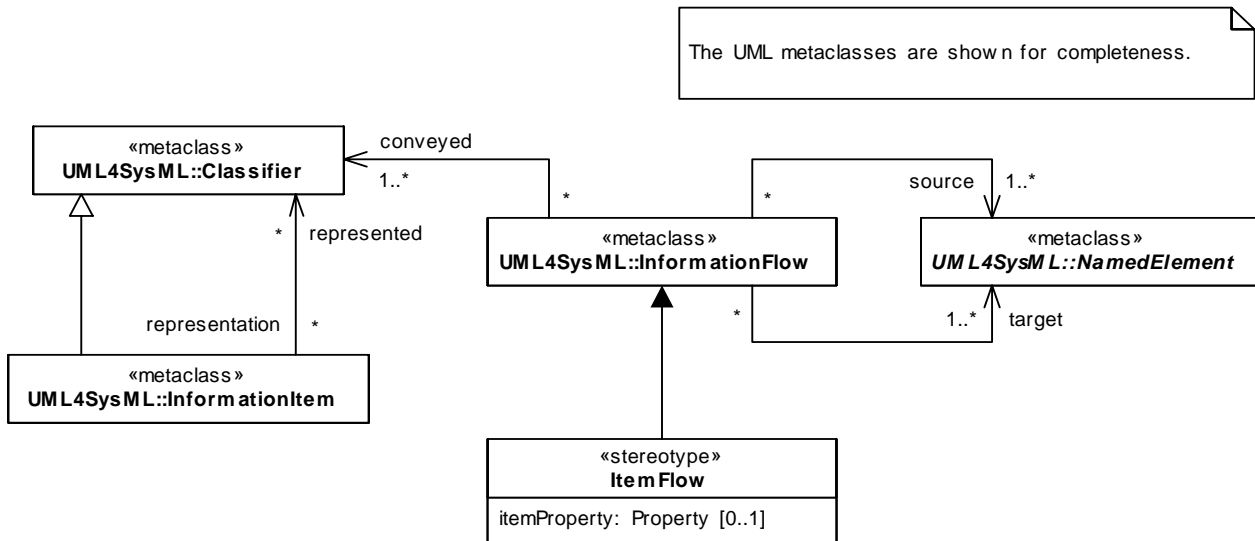 The UML metaclasses are shown for completeness.
«metaclass»
UML4SysML::Classifier
conveyed
1..*
*
*
source
1..*
* represented
«metaclass»
UML4SysML::InformationFlow
«metaclass»
UML4SysML::NamedElement
representation
*
*
1..*
target
«metaclass»
UML4SysML::InformationItem
«stereotype»
ItemFlow
itemProperty: Property [0..1]